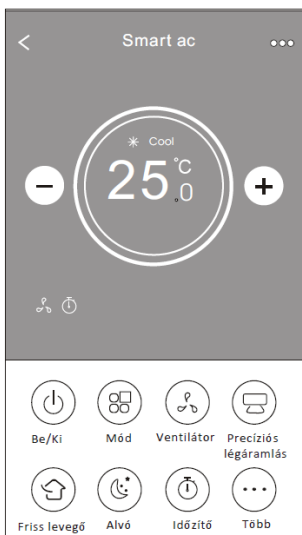 Smart ac
Cool
25.0 °C
Be/Ki
Mód
Ventilátor
Precíziós
légáramlás
Friss levegő
Alvó
Időzítő
Több